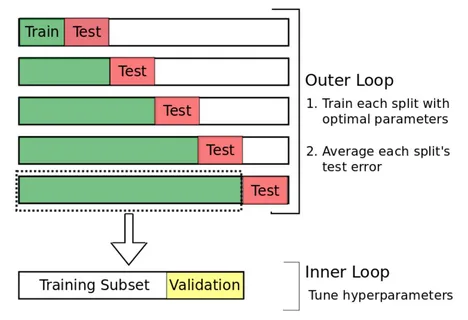 Train Test
Test
Test
Test
Test
Outer Loop
1. Train each split with
optimal parameters
2. Average each split's
test error
Training Subset Validation
Inner Loop
Tune hyperparameters